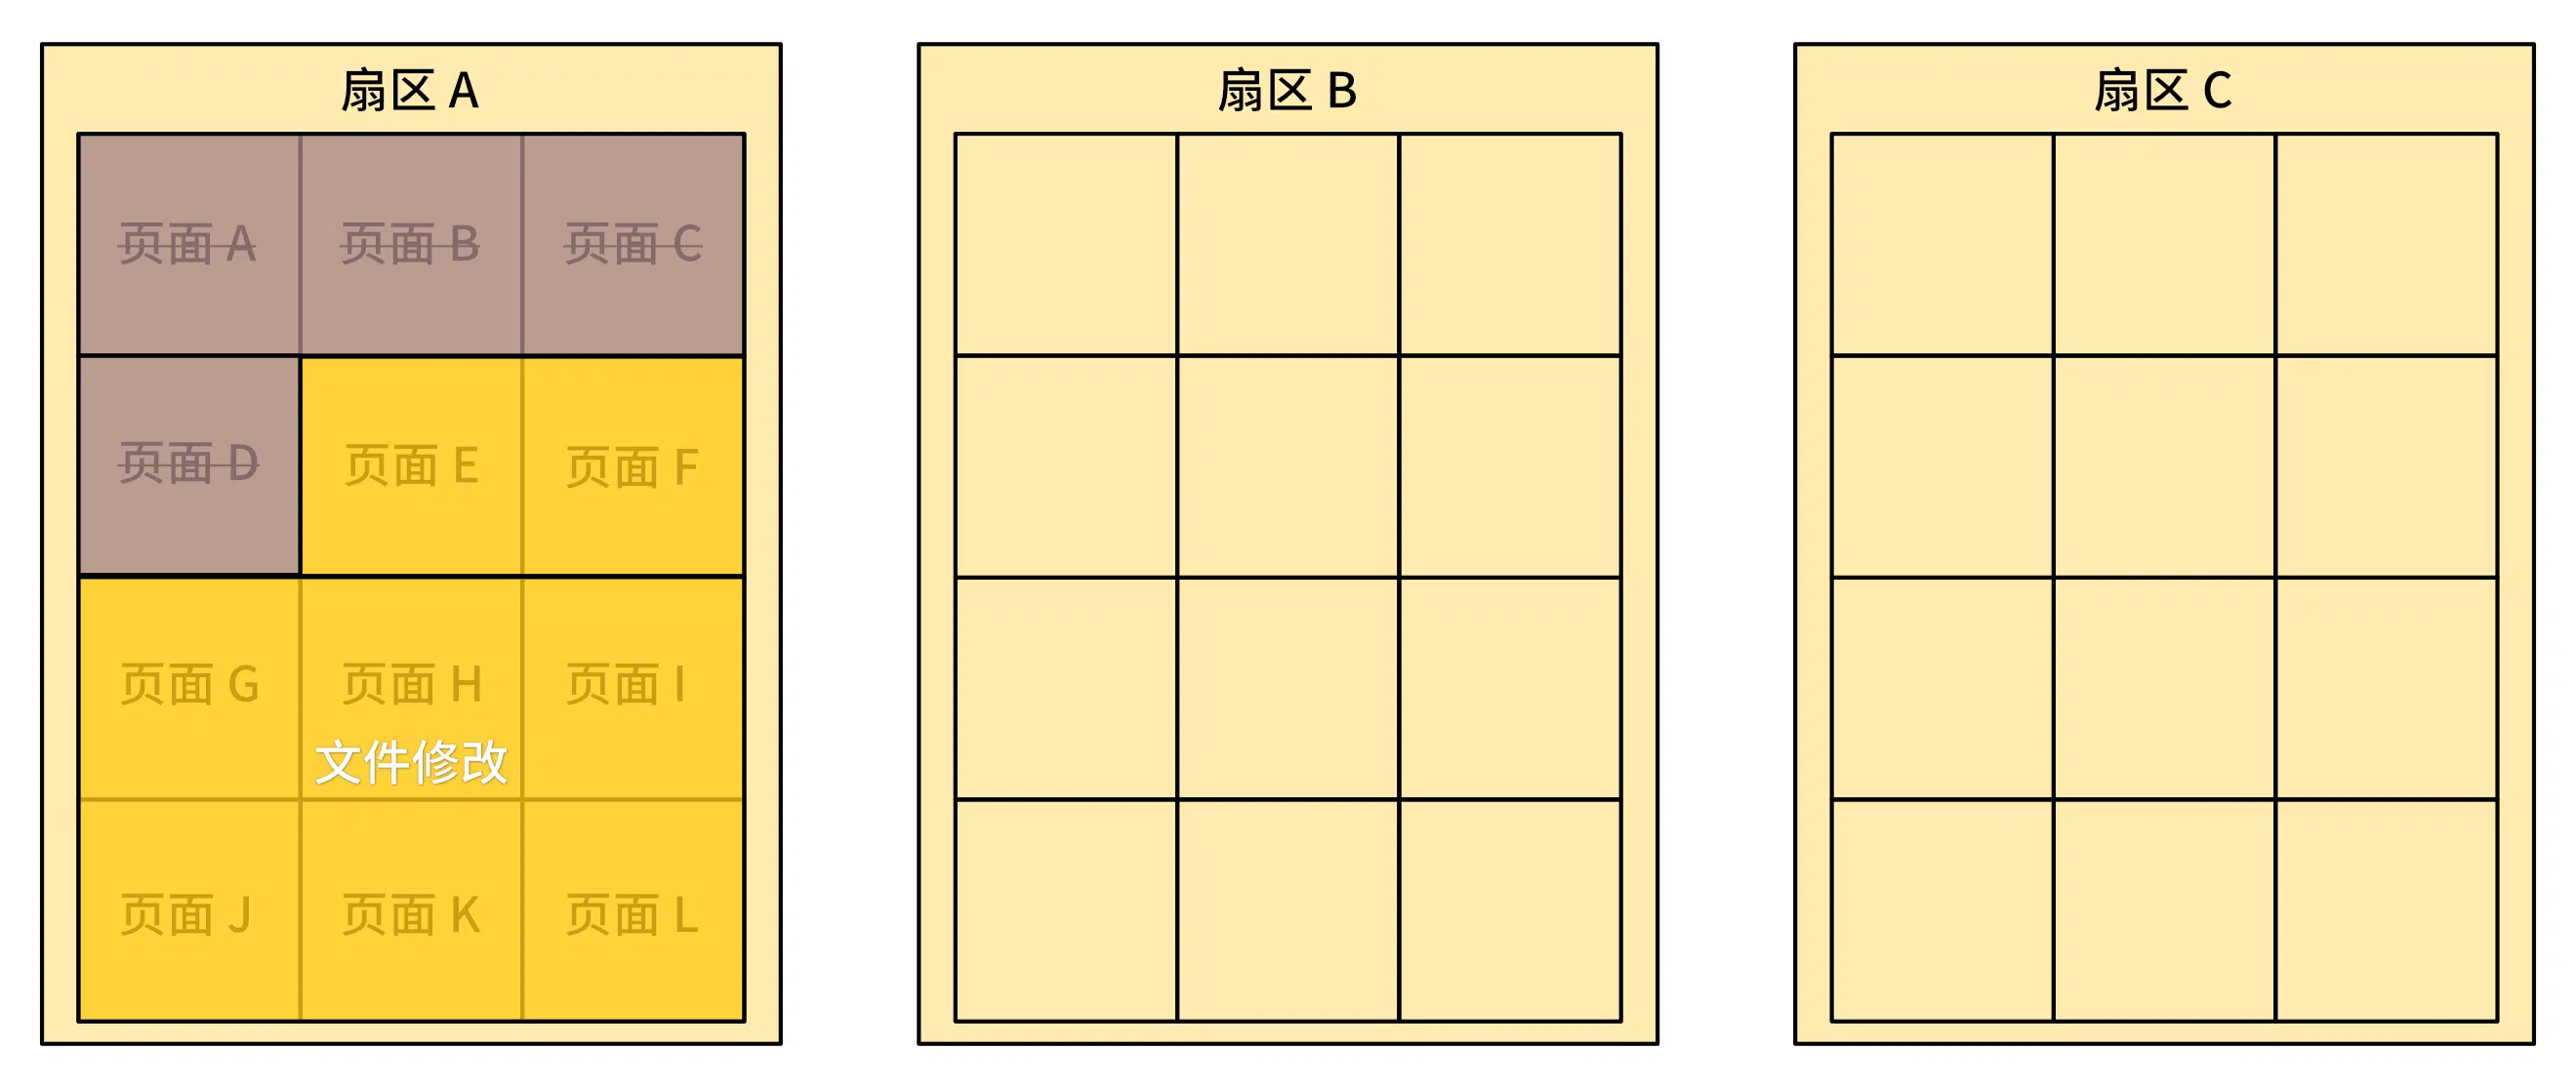 扇区 A
页面 A
页面 B
页面 C
页面 D
页面 E
页面 F
页面 G
页面 H
页面 I
文件修改
页面 J
页面 K
页面 L
扇区 B
扇区 C